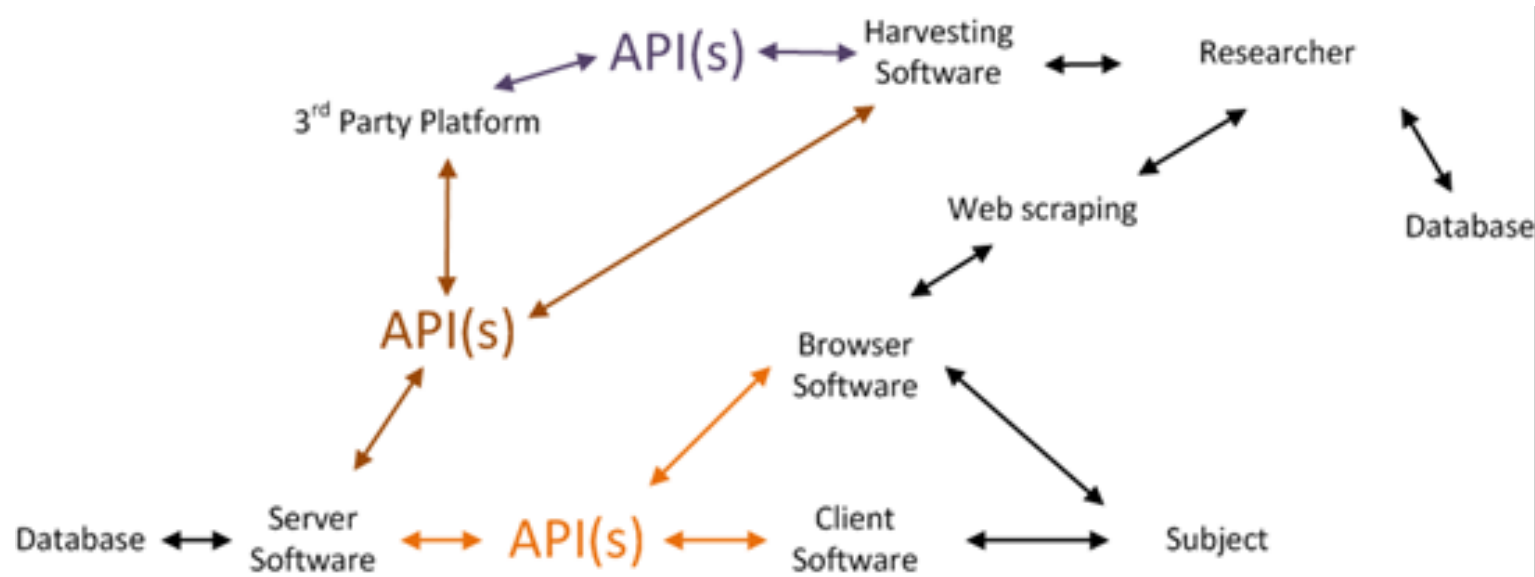 API(s)
Harvesting
Software
Researcher
3rd Party Platform
Web scraping
Database
API(s)
Browser
Software
Database
Server
Software
API(s)
Client
Software
Subject